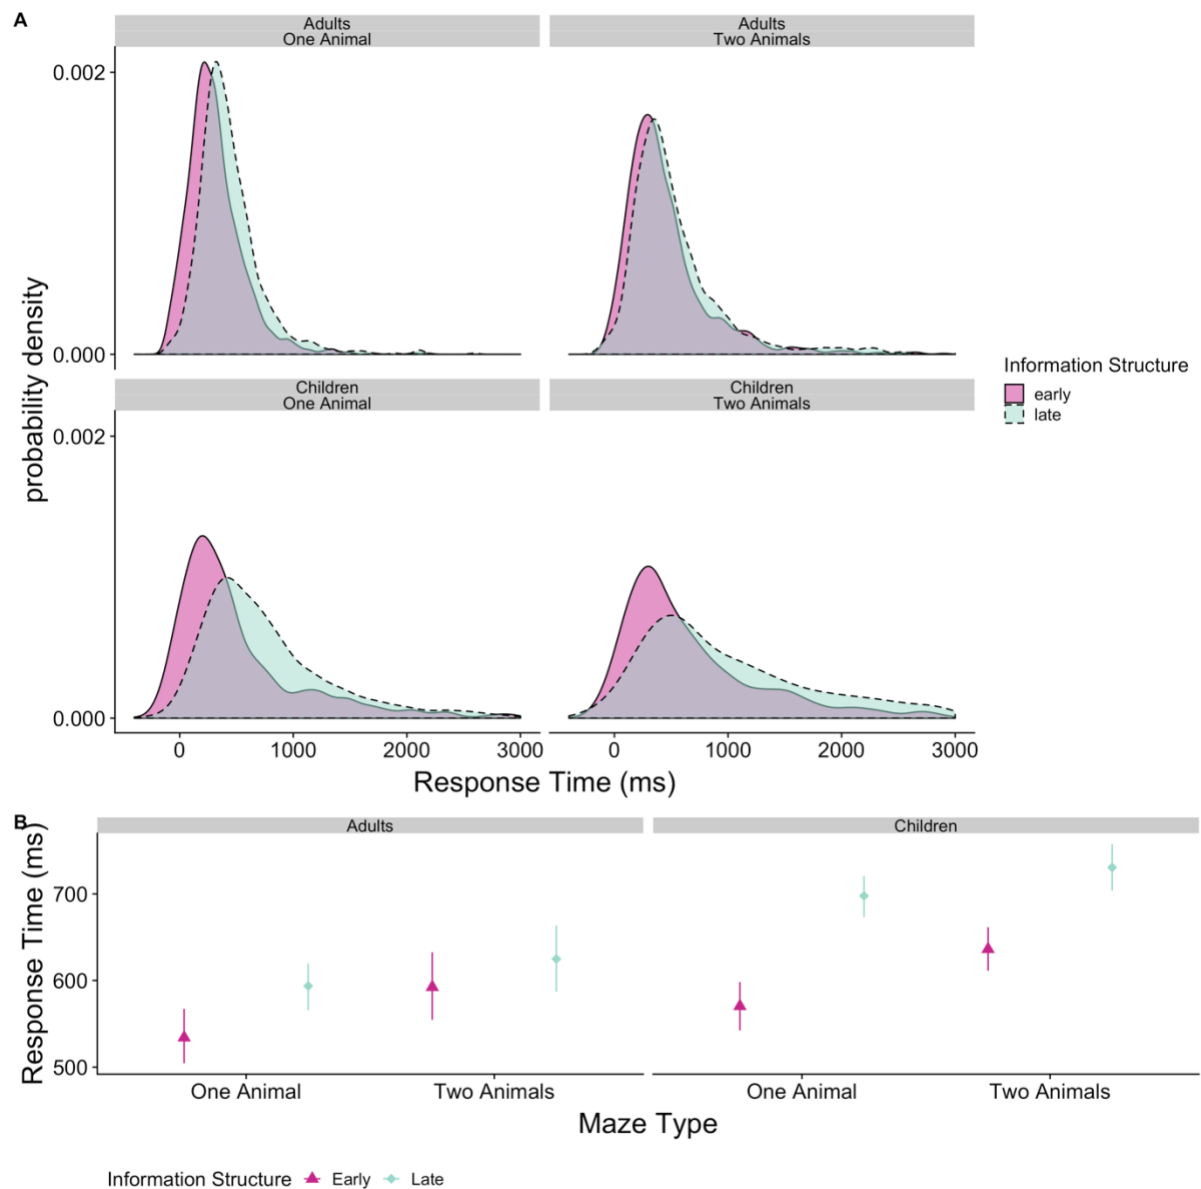 A
Adults
One Animal
Adults
Two Animals
0.002
0.000
probability density
Children
One Animal
Children
Two Animals
0.002
0.000
0 1000 2000 3000
0 1000 2000 3000
Response Time (ms)
Information Structure
early
late
B
Adults
Children
Response Time (ms)
700
600
500
One Animal Two Animals
One Animal Two Animals
Maze Type
Information Structure Early Late